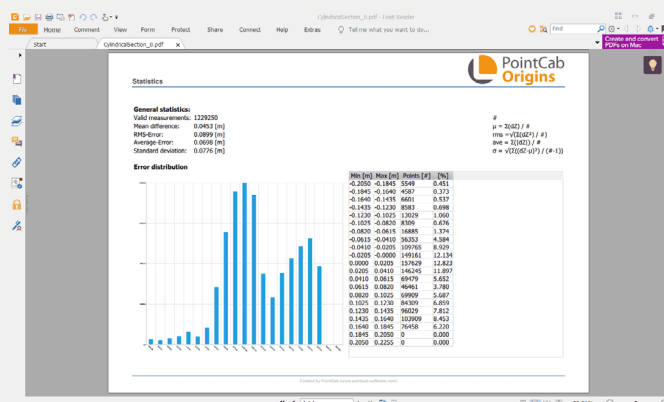 CylindricalSection_0.pdf - Foxit Reader
File Home Comment View Form Protect Share Connect Help Extras Tell me what you want to do...
Find
Start CylindricalSection_0.pdf x
Create and convert
PDFs on Mac
PointCab
Origins
Statistics
General statistics:
Valid measurements: 1229250 #
Mean difference: 0.0453 [m] μ = Σ(dZ) / #
RMS-Error: 0.0899 [m] rms =√(Σ(dZ²) / #)
Average-Error: 0.0698 [m] ave = Σ(|dZ|) / #
Standard deviation: 0.0776 [m] σ = √(Σ((dZ-μ)²) / (#-1))
Error distribution
Min [m] Max [m] Points [#] [%]
-0.2050 -0.1845 5549 0.451
-0.1845 -0.1640 4587 0.373
-0.1640 -0.1435 6601 0.537
-0.1435 -0.1230 8583 0.698
-0.1230 -0.1025 13029 1.060
-0.1025 -0.0820 8309 0.676
-0.0820 -0.0615 16885 1.374
-0.0615 -0.0410 56353 4.584
-0.0410 -0.0205 109765 8.929
-0.0205 -0.0000 149161 12.134
0.0000 0.0205 157629 12.823
0.0205 0.0410 146245 11.897
0.0410 0.0615 69479 5.652
0.0615 0.0820 46461 3.780
0.0820 0.1025 69909 5.687
0.1025 0.1230 84309 6.859
0.1230 0.1435 96029 7.812
0.1435 0.1640 103909 8.453
0.1640 0.1845 76458 6.220
0.1845 0.2050 0 0.000
0.2050 0.2255 0 0.000
Created by PointCab (www.pointcab-software.com)